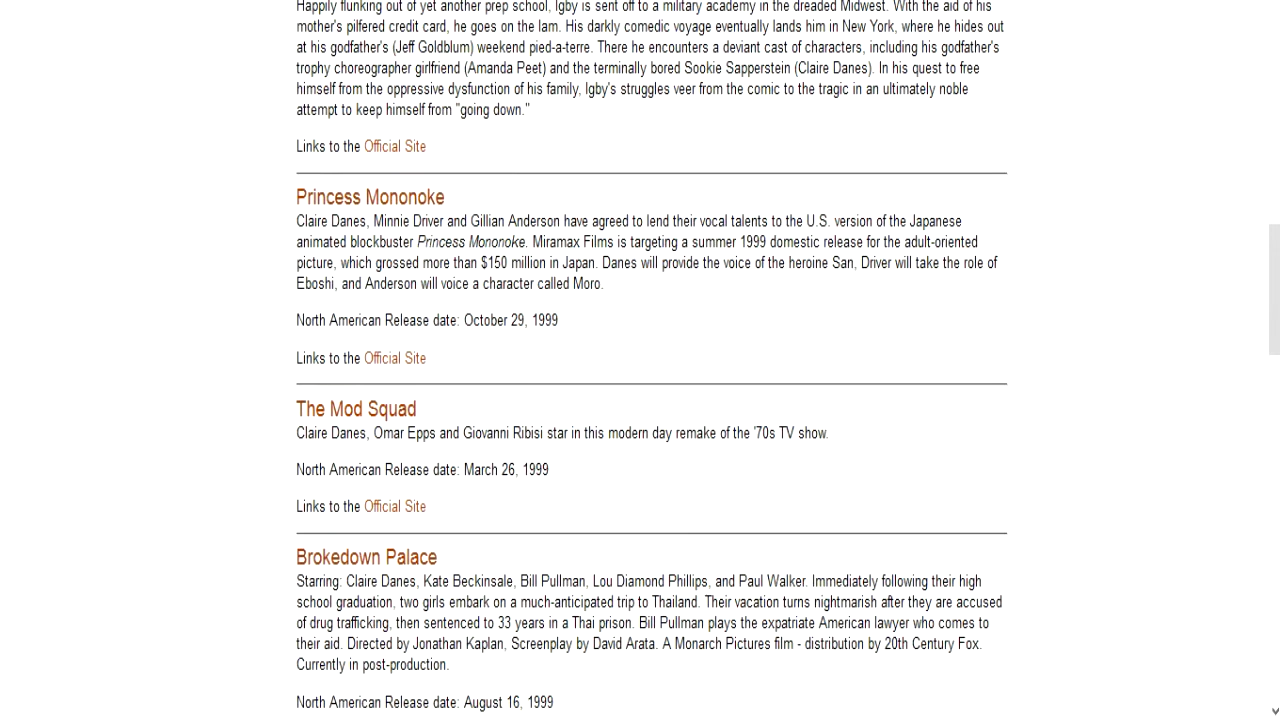 Happily flunking out of yet another prep school, Igby is sent off to a military academy in the dreaded Midwest. With the aid of his
mother's pilfered credit card, he goes on the lam. His darkly comedic voyage eventually lands him in New York, where he hides out
at his godfather's (Jeff Goldblum) weekend pied-a-terre. There he encounters a deviant cast of characters, including his godfather's
trophy choreographer girlfriend (Amanda Peet) and the terminally bored Sookie Sapperstein (Claire Danes). In his quest to free
himself from the oppressive dysfunction of his family, Igby's struggles veer from the comic to the tragic in an ultimately noble
attempt to keep himself from "going down."
Links to the Official Site
Princess Mononoke
Claire Danes, Minnie Driver and Gillian Anderson have agreed to lend their vocal talents to the U.S. version of the Japanese
animated blockbuster Princess Mononoke. Miramax Films is targeting a summer 1999 domestic release for the adult-oriented
picture, which grossed more than $150 million in Japan. Danes will provide the voice of the heroine San, Driver will take the role of
Eboshi, and Anderson will voice a character called Moro.
North American Release date: October 29, 1999
Links to the Official Site
The Mod Squad
Claire Danes, Omar Epps and Giovanni Ribisi star in this modern day remake of the '70s TV show.
North American Release date: March 26, 1999
Links to the Official Site
Brokedown Palace
Starring: Claire Danes, Kate Beckinsale, Bill Pullman, Lou Diamond Phillips, and Paul Walker. Immediately following their high
school graduation, two girls embark on a much-anticipated trip to Thailand. Their vacation turns nightmarish after they are accused
of drug trafficking, then sentenced to 33 years in a Thai prison. Bill Pullman plays the expatriate American lawyer who comes to
their aid. Directed by Jonathan Kaplan, Screenplay by David Arata. A Monarch Pictures film - distribution by 20th Century Fox.
Currently in post-production.
North American Release date: August 16, 1999